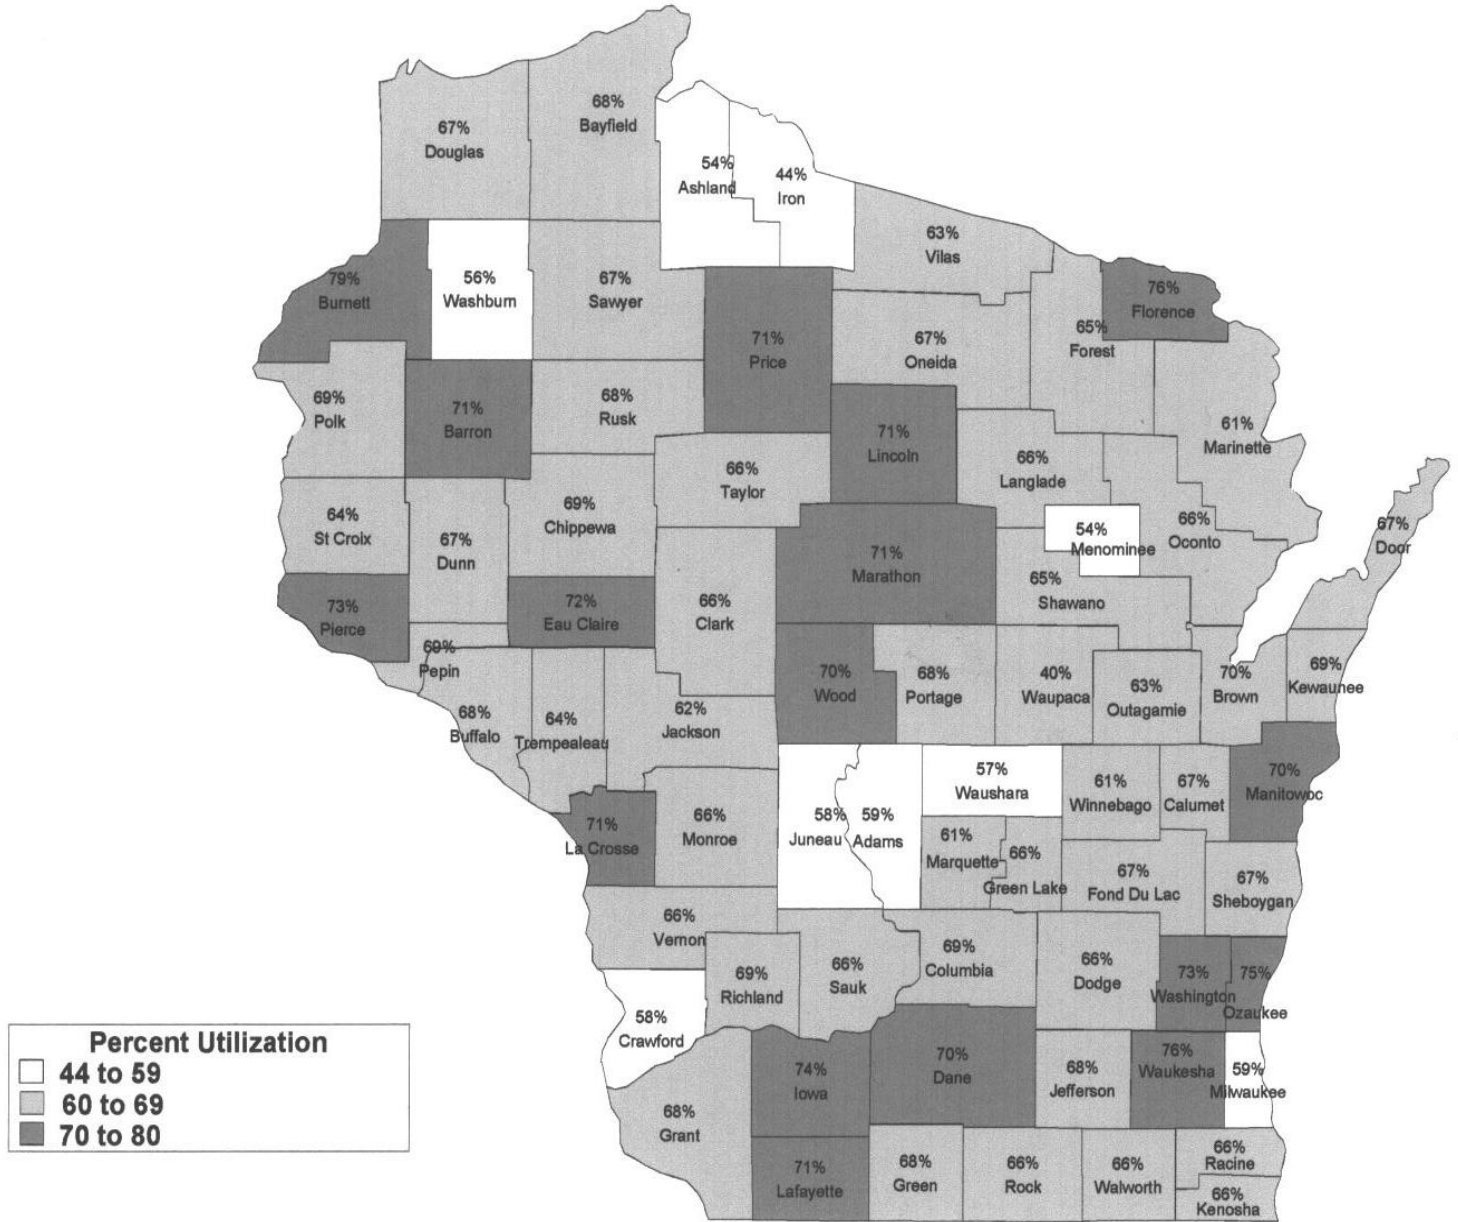 68%
Bayfield
67%
Douglas
54%
Ashland
44%
Iron
63%
Vilas
79%
Burnett
56%
Washburn
67%
Sawyer
76%
Florence
71%
Price
67%
Oneida
65%
Forest
69%
Polk
71%
Barron
68%
Rusk
71%
Lincoln
61%
Marinette
66%
Taylor
66%
Langlade
64%
St Croix
67%
Dunn
69%
Chippewa
54%
Menominee
66%
Oconto
67%
Door
71%
Marathon
65%
Shawano
73%
Pierce
72%
Eau Claire
66%
Clark
69%
Pepin
70%
Wood
68%
Portage
40%
Waupaca
63%
Outagamie
70%
Brown
69%
Kewaunee
68%
Buffalo
64%
Trempealeau
62%
Jackson
57%
Waushara
61%
Winnebago
67%
Calumet
70%
Manitowoc
71%
La Crosse
66%
Monroe
58%
Juneau
59%
Adams
61%
Marquette
66%
Green Lake
67%
Fond Du Lac
67%
Sheboygan
66%
Vernon
69%
Richland
66%
Sauk
69%
Columbia
66%
Dodge
73%
Washington
75%
Ozaukee
58%
Crawford
74%
Iowa
70%
Dane
68%
Jefferson
76%
Waukesha
59%
Milwaukee
68%
Grant
71%
Lafayette
68%
Green
66%
Rock
66%
Walworth
66%
Racine
66%
Kenosha
Percent Utilization
44 to 59
60 to 69
70 to 80